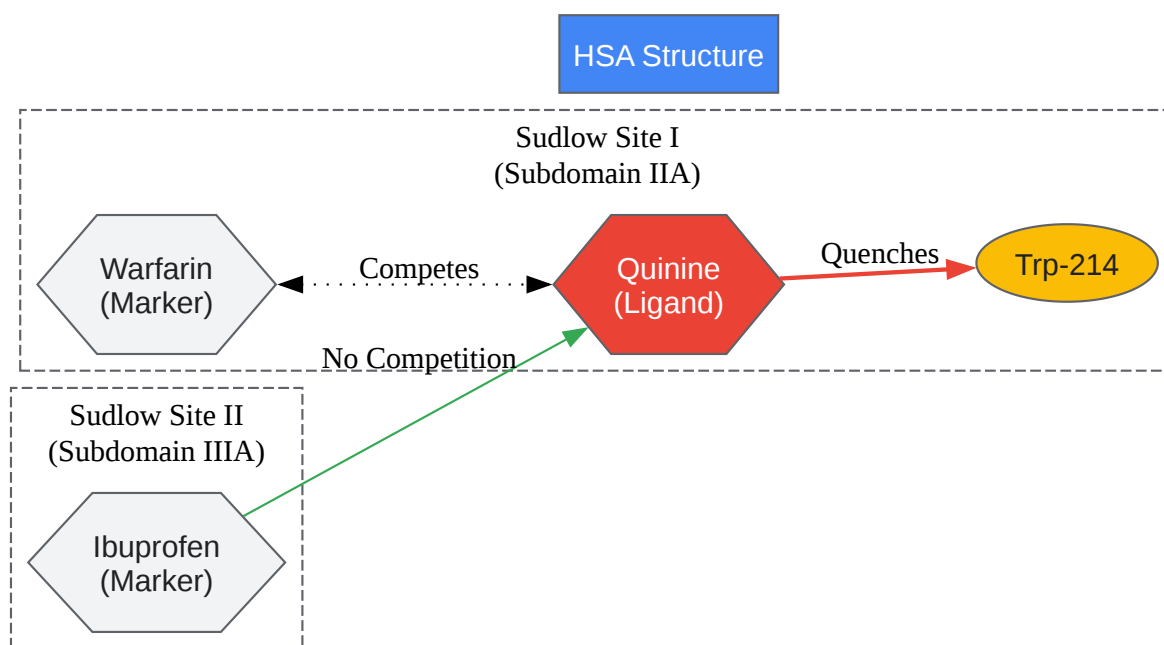 HSA Structure
Sudlow Site I
(Subdomain IIA)
Warfarin
(Marker)
Competes
Quinine
(Ligand)
Quenches
Trp-214
No Competition
Sudlow Site II
(Subdomain IIIA)
Ibuprofen
(Marker)